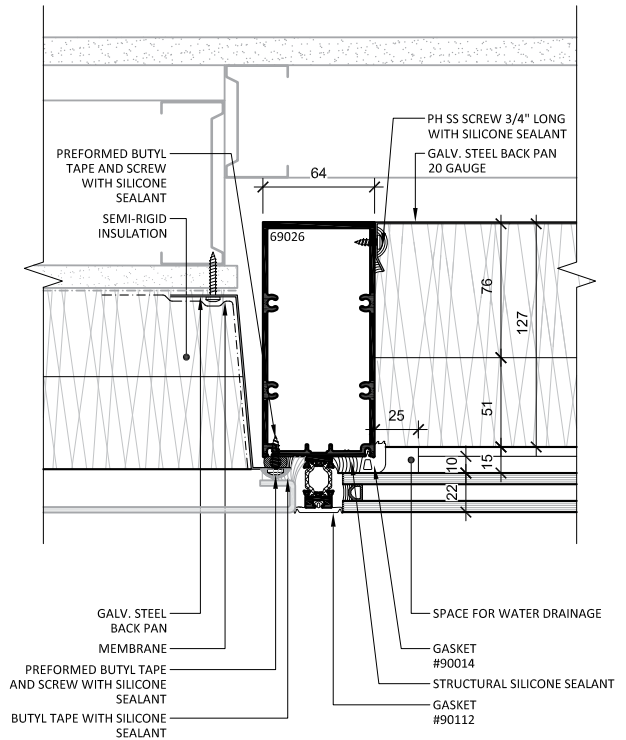 PREFORMED BUTYL
TAPE AND SCREW
WITH SILICONE
SEALANT
SEMI-RIGID
INSULATION
PH SS SCREW 3/4" LONG
WITH SILICONE SEALANT
GALV. STEEL BACK PAN
20 GAUGE
64
69026
76
127
25
51
10
15
22
GALV. STEEL
BACK PAN
MEMBRANE
PREFORMED BUTYL TAPE
AND SCREW WITH SILICONE
SEALANT
BUTYL TAPE WITH SILICONE
SEALANT
SPACE FOR WATER DRAINAGE
GASKET
#90014
STRUCTURAL SILICONE SEALANT
GASKET
#90112